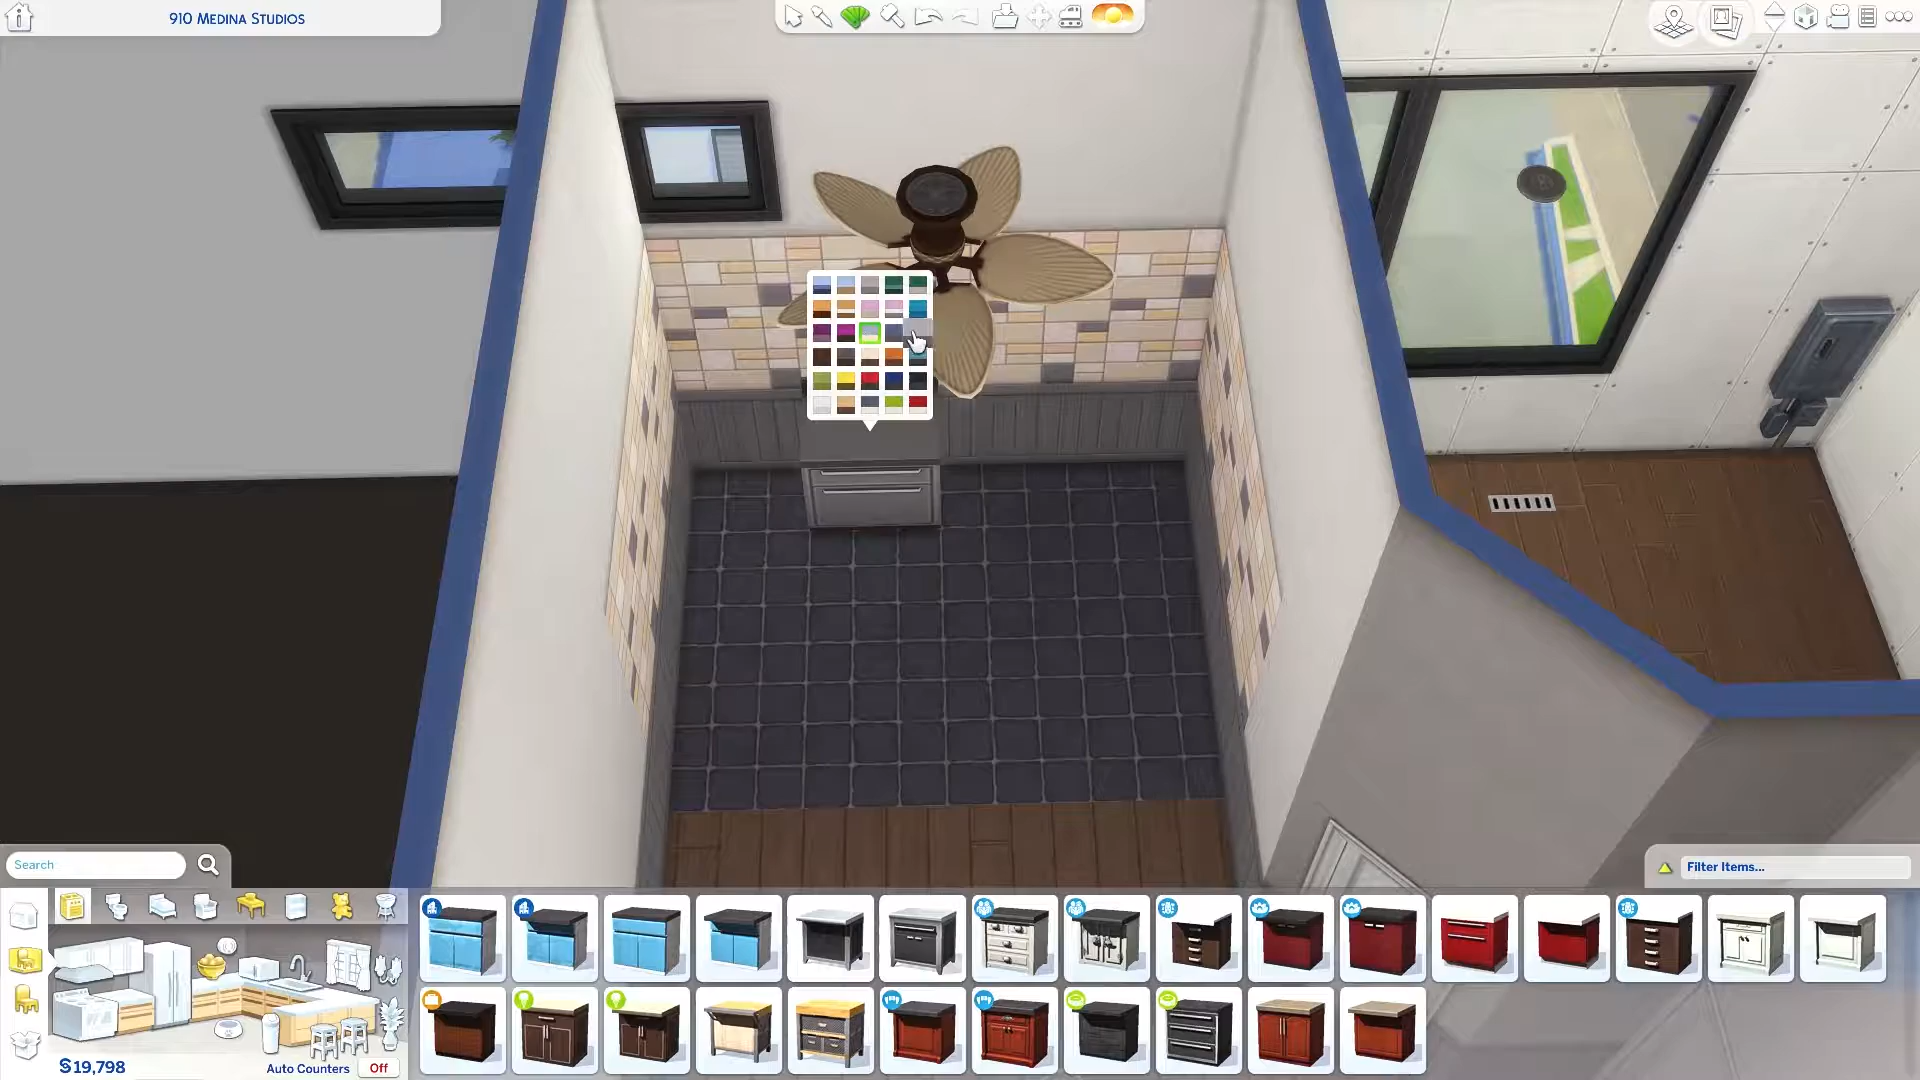 910 Medina Studios
Search
Filter Items...
§19,798
Auto Counters
Off